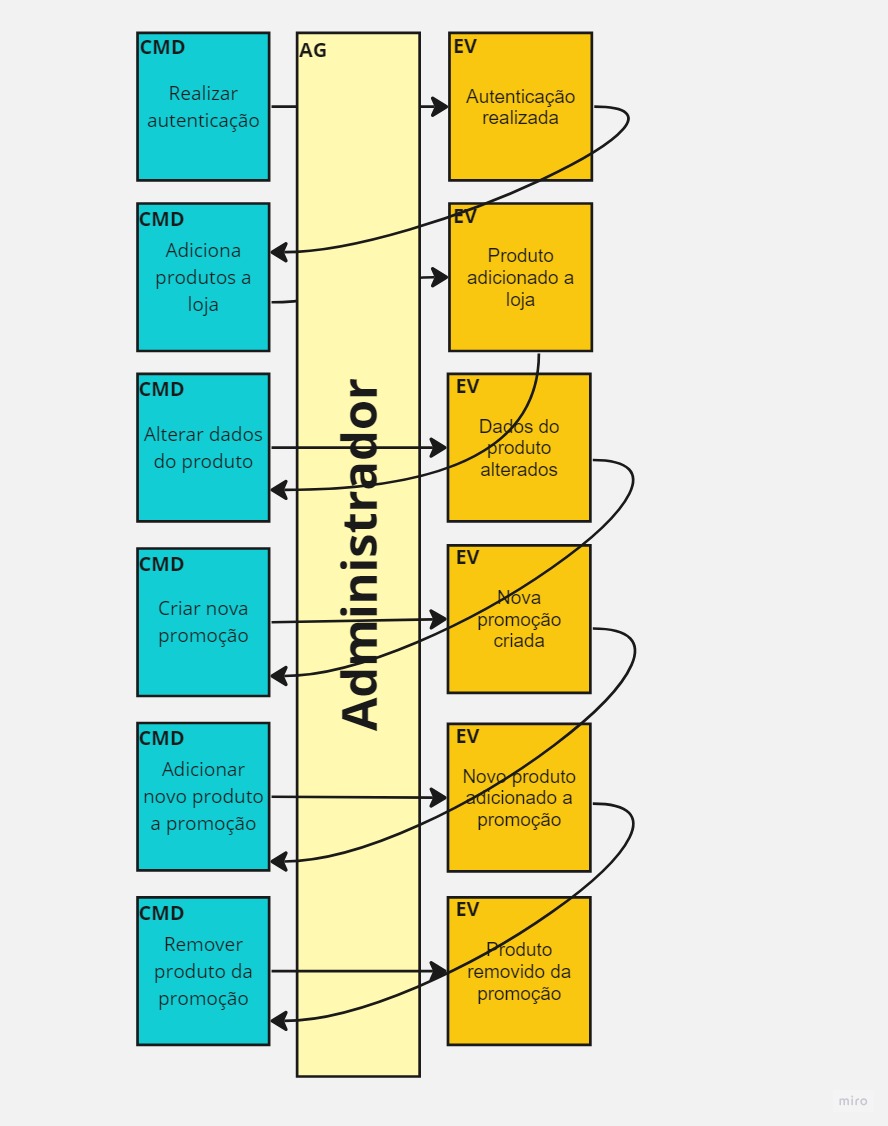 CMD
Realizar
autenticação
AG
EV
Autenticação
realizada
CMD
Adiciona
produtos a
loja
EV
Produto
adicionado a
loja
CMD
Alterar dados
do produto
EV
Dados do
produto
alterados
Administrador
CMD
Criar nova
promoção
EV
Nova
promoção
criada
CMD
Adicionar
novo produto
a promoção
EV
Novo produto
adicionado a
promoção
CMD
Remover
produto da
promoção
EV
Produto
removido da
promoção
miro